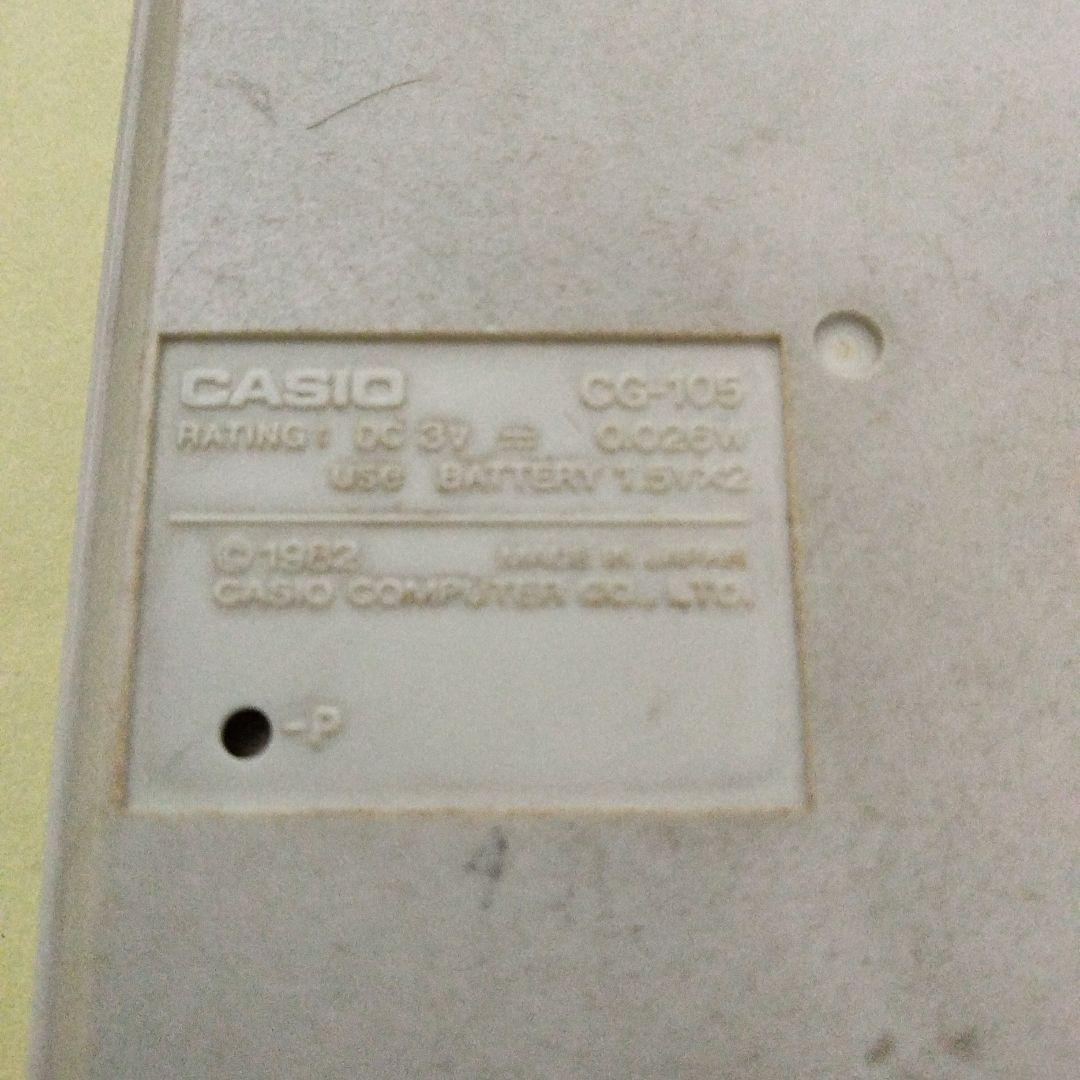 CASIO CG-105
RATING: DC 3V ⎓ 0.026W
USE BATTERY 1.5V×2
©1982 MADE IN JAPAN
CASIO COMPUTER CO., LTD.
-P
4